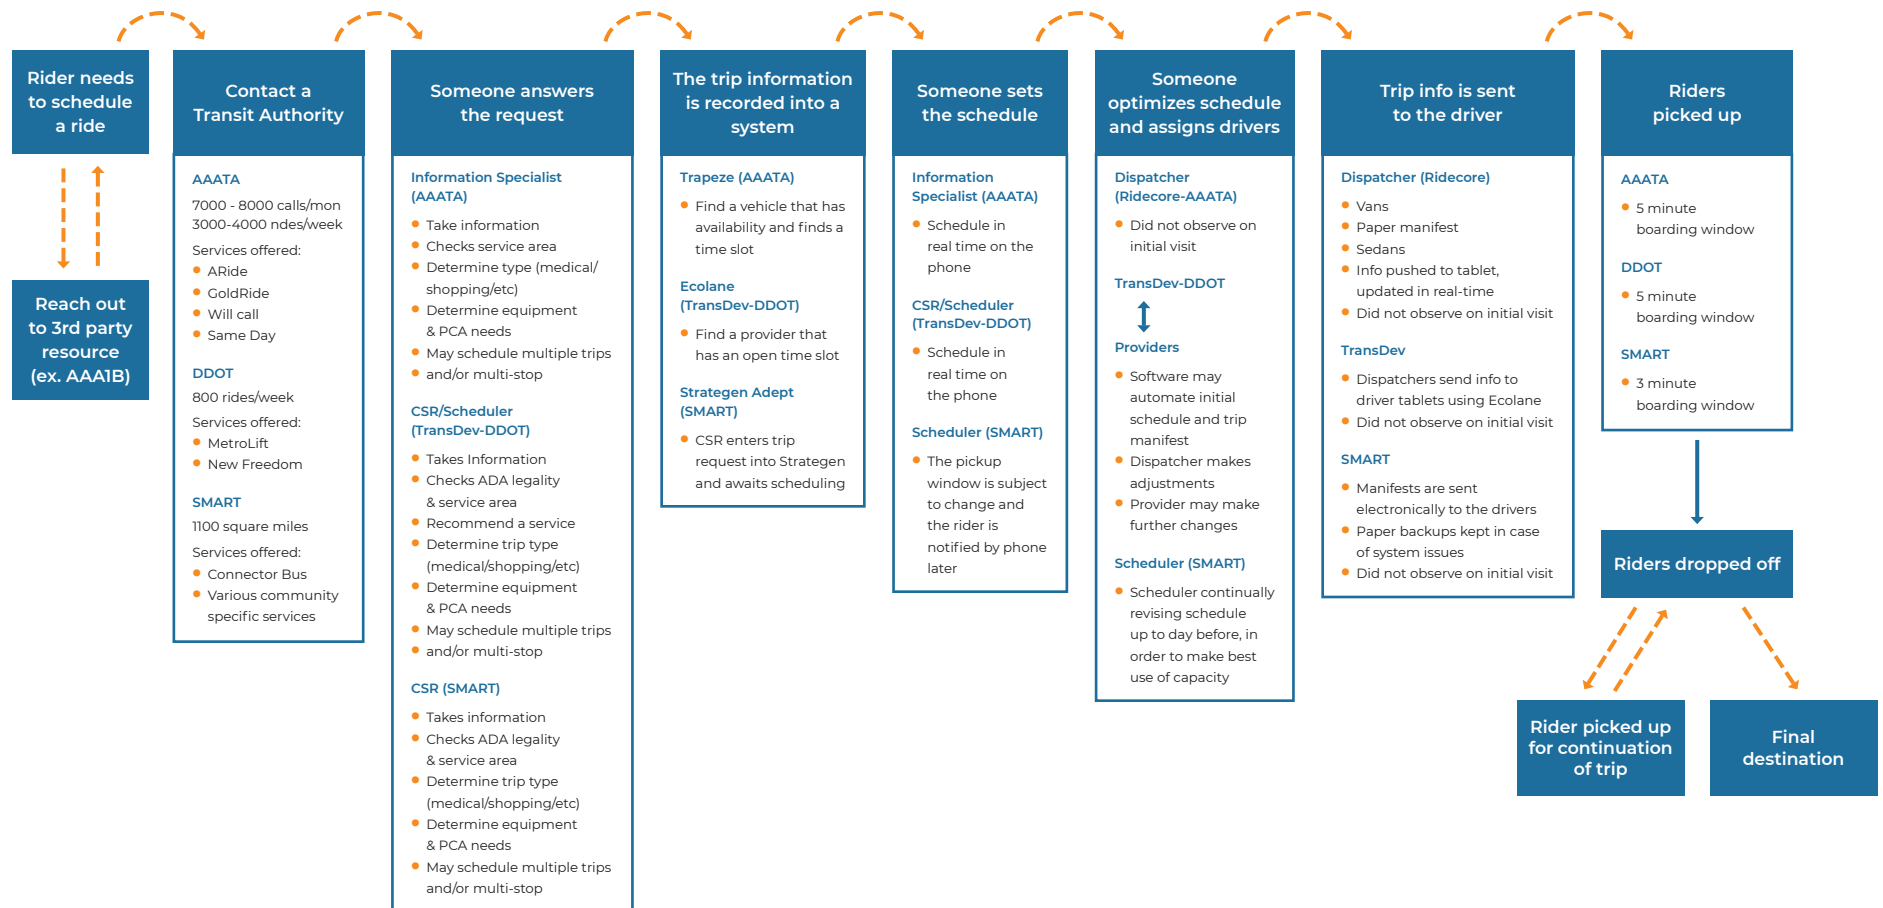 Rider needs
to schedule
a ride
Reach out
to 3rd party
resource
(ex. AAA1B)
Contact a
Transit Authority
AAATA
7000 - 8000 calls/mon
3000-4000 ndes/week
Services offered:
ARide
GoldRide
Will call
Same Day
DDOT
800 rides/week
Services offered:
MetroLift
New Freedom
SMART
1100 square miles
Services offered:
Connector Bus
Various community
specific services
Someone answers
the request
Information Specialist
(AAATA)
Take information
Checks service area
Determine type (medical/
shopping/etc)
Determine equipment
& PCA needs
May schedule multiple trips
and/or multi-stop
CSR/Scheduler
(TransDev-DDOT)
Takes Information
Checks ADA legality
& service area
Recommend a service
Determine trip type
(medical/shopping/etc)
Determine equipment
& PCA needs
May schedule multiple trips
and/or multi-stop
CSR (SMART)
Takes information
Checks ADA legality
& service area
Determine trip type
(medical/shopping/etc)
Determine equipment
& PCA needs
May schedule multiple trips
and/or multi-stop
The trip information
is recorded into a
system
Trapeze (AAATA)
Find a vehicle that has
availability and finds a
time slot
Ecolane
(TransDev-DDOT)
Find a provider that
has an open time slot
Strategen Adept
(SMART)
CSR enters trip
request into Strategen
and awaits scheduling
Someone sets
the schedule
Information
Specialist (AAATA)
Schedule in
real time on the
phone
CSR/Scheduler
(TransDev-DDOT)
Schedule in
real time on
the phone
Scheduler (SMART)
The pickup
window is subject
to change and
the rider is
notified by phone
later
Someone
optimizes schedule
and assigns drivers
Dispatcher
(Ridecore-AAATA)
Did not observe on
initial visit
TransDev-DDOT
Providers
Software may
automate initial
schedule and trip
manifest
Dispatcher makes
adjustments
Provider may make
further changes
Scheduler (SMART)
Scheduler continually
revising schedule
up to day before, in
order to make best
use of capacity
Trip info is sent
to the driver
Dispatcher (Ridecore)
Vans
Paper manifest
Sedans
Info pushed to tablet,
updated in real-time
Did not observe on initial visit
TransDev
Dispatchers send info to
driver tablets using Ecolane
Did not observe on initial visit
SMART
Manifests are sent
electronically to the drivers
Paper backups kept in case
of system issues
Did not observe on initial visit
Riders
picked up
AAATA
5 minute
boarding window
DDOT
5 minute
boarding window
SMART
3 minute
boarding window
Riders dropped off
Rider picked up
for continuation
of trip
Final
destination